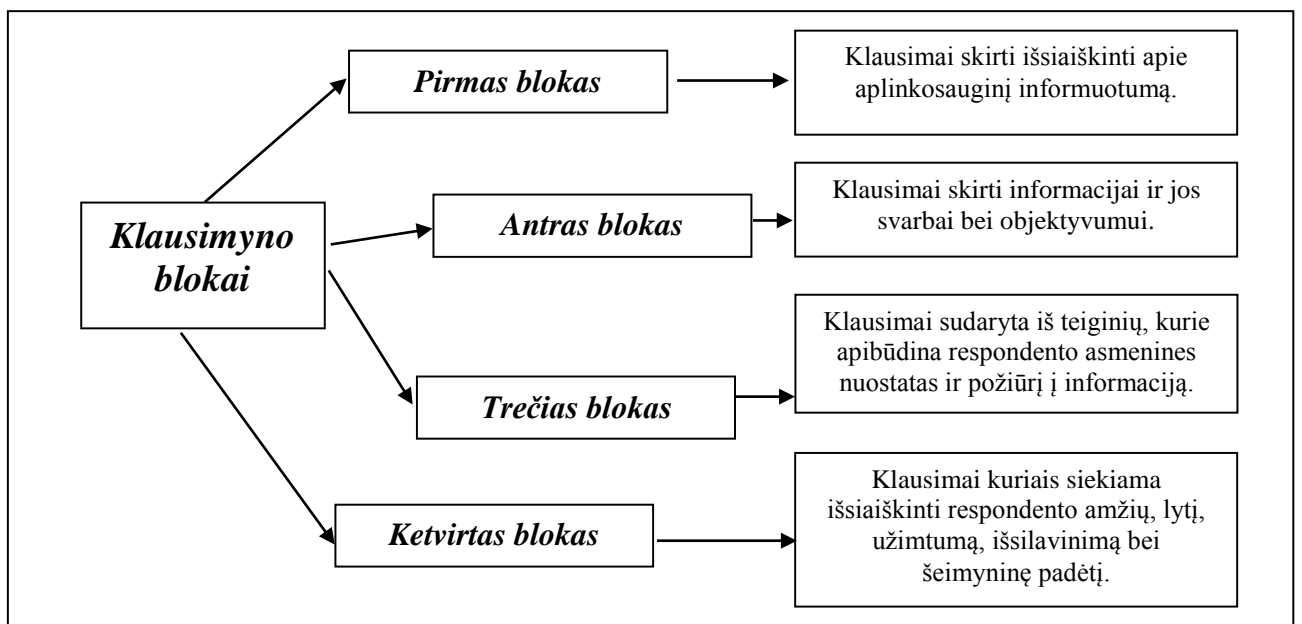 Klausimyno
blokai
Pirmas blokas
Klausimai skirti išsiaiškinti apie
aplinkosauginį informuotumą.
Antras blokas
Klausimai skirti informacijai ir jos
svarbai bei objektyvumui.
Trečias blokas
Klausimai sudaryta iš teiginių, kurie
apibūdina respondento asmenines
nuostatas ir požiūrį į informaciją.
Ketvirtas blokas
Klausimai kuriais siekiama
išsiaiškinti respondento amžių, lytį,
užimtumą, išsilavinimą bei
šeimyninę padėtį.